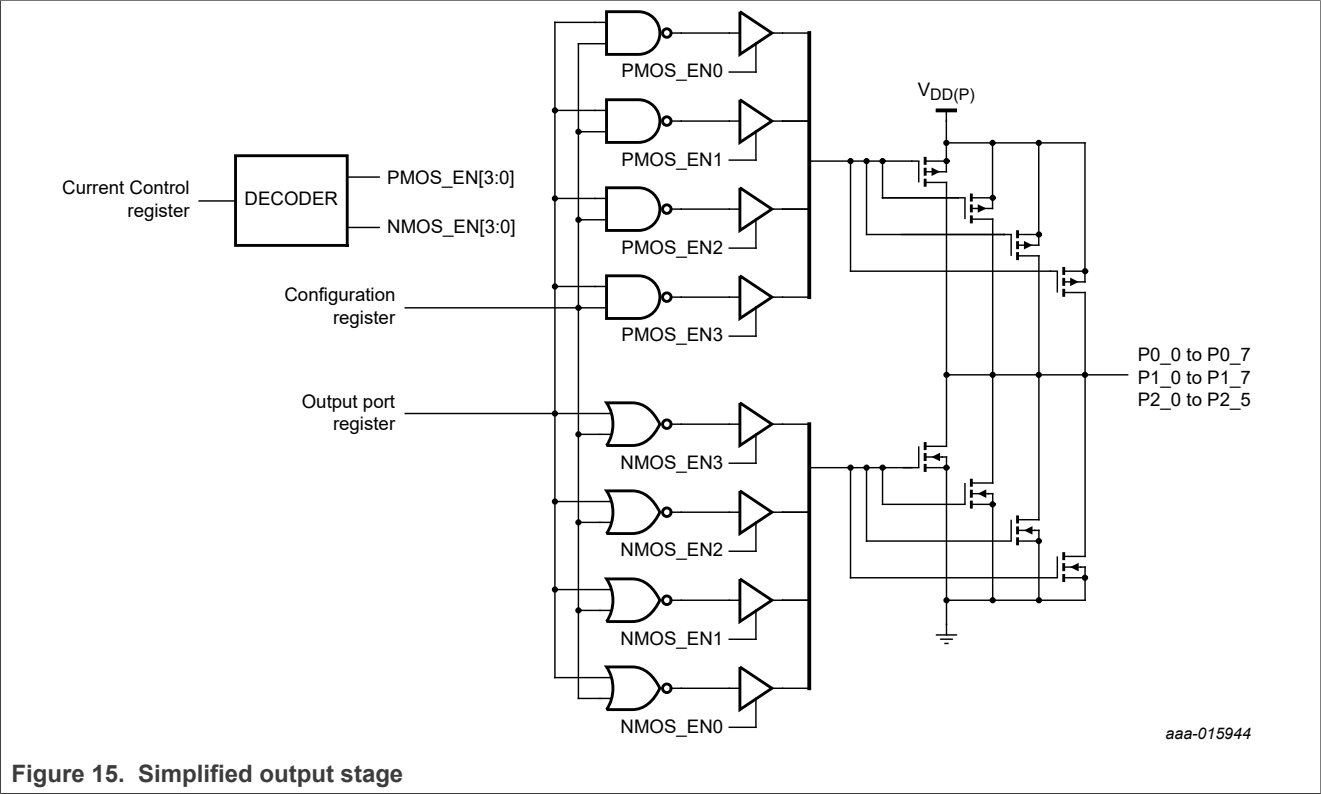 PMOS_EN0
VDD(P)
PMOS_EN1
Current Control
register
DECODER
PMOS_EN[3:0]
NMOS_EN[3:0]
PMOS_EN2
Configuration
register
PMOS_EN3
P0_0 to P0_7
P1_0 to P1_7
P2_0 to P2_5
Output port
register
NMOS_EN3
NMOS_EN2
NMOS_EN1
NMOS_EN0
aaa-015944
Figure 15. Simplified output stage